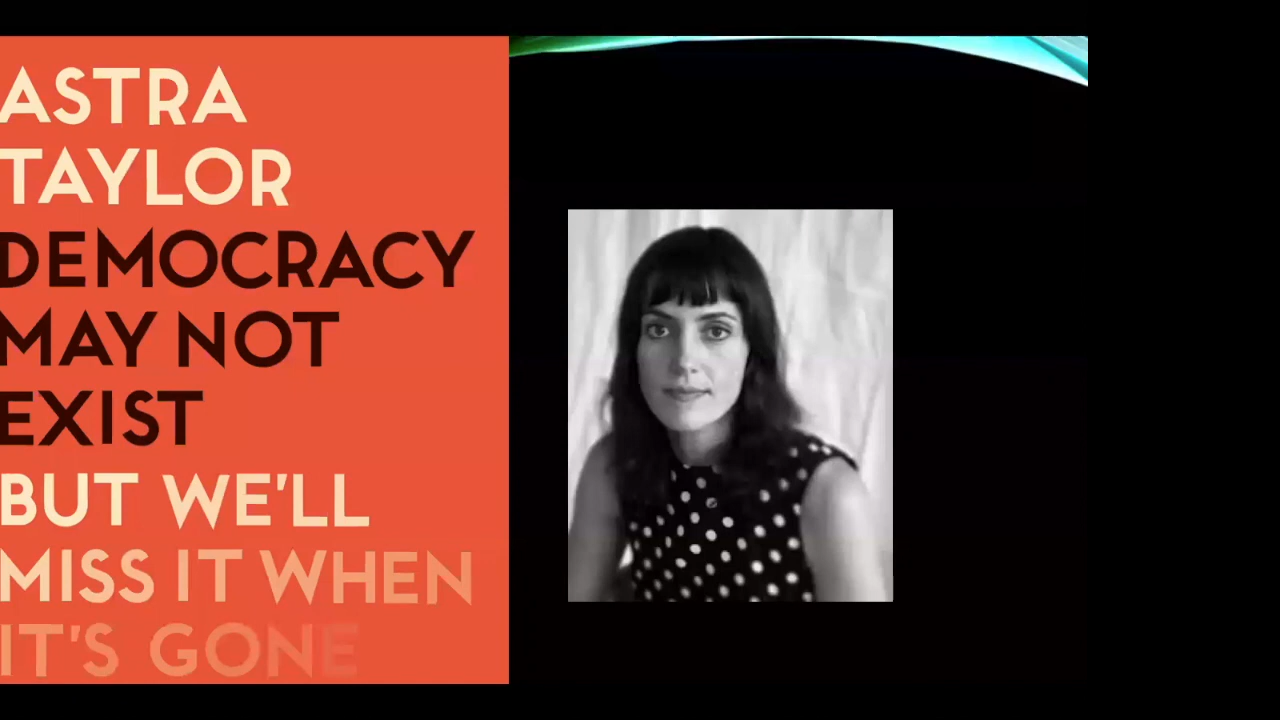 ASTRA
TAYLOR
DEMOCRACY
MAY NOT
EXIST
BUT WE'LL
MISS IT WHEN
IT'S GONE